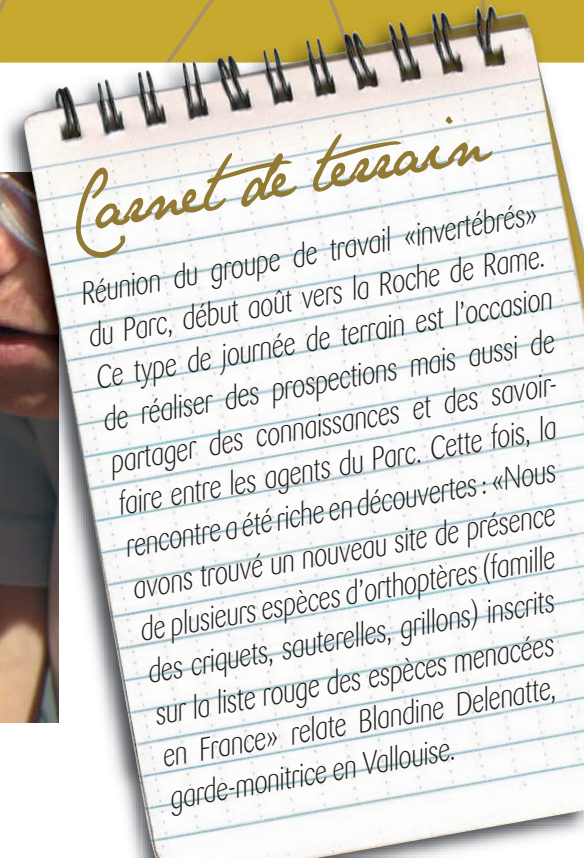 Carnet de terrain
Réunion du groupe de travail «invertébrés»
du Parc, début août vers la Roche de Rame.
Ce type de journée de terrain est l'occasion
de réaliser des prospections mais aussi de
partager des connaissances et des savoir-
faire entre les agents du Parc. Cette fois, la
rencontre a été riche en découvertes : «Nous
avons trouvé un nouveau site de présence
de plusieurs espèces d'orthoptères (famille
des criquets, sauterelles, grillons) inscrits
sur la liste rouge des espèces menacées
en France» relate Blandine Delenatte,
garde-monitrice en Vallouise.